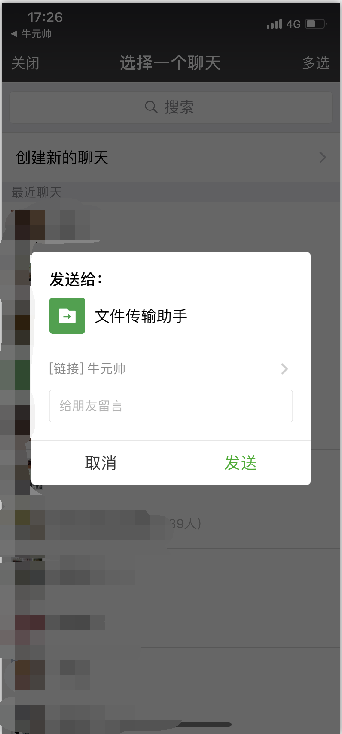 17:26
4G
◀ 牛元帅
关闭
选择一个聊天
多选
搜索
创建新的聊天
最近聊天
发送给：
文件传输助手
[链接] 牛元帅
给朋友留言
取消
发送
39人)